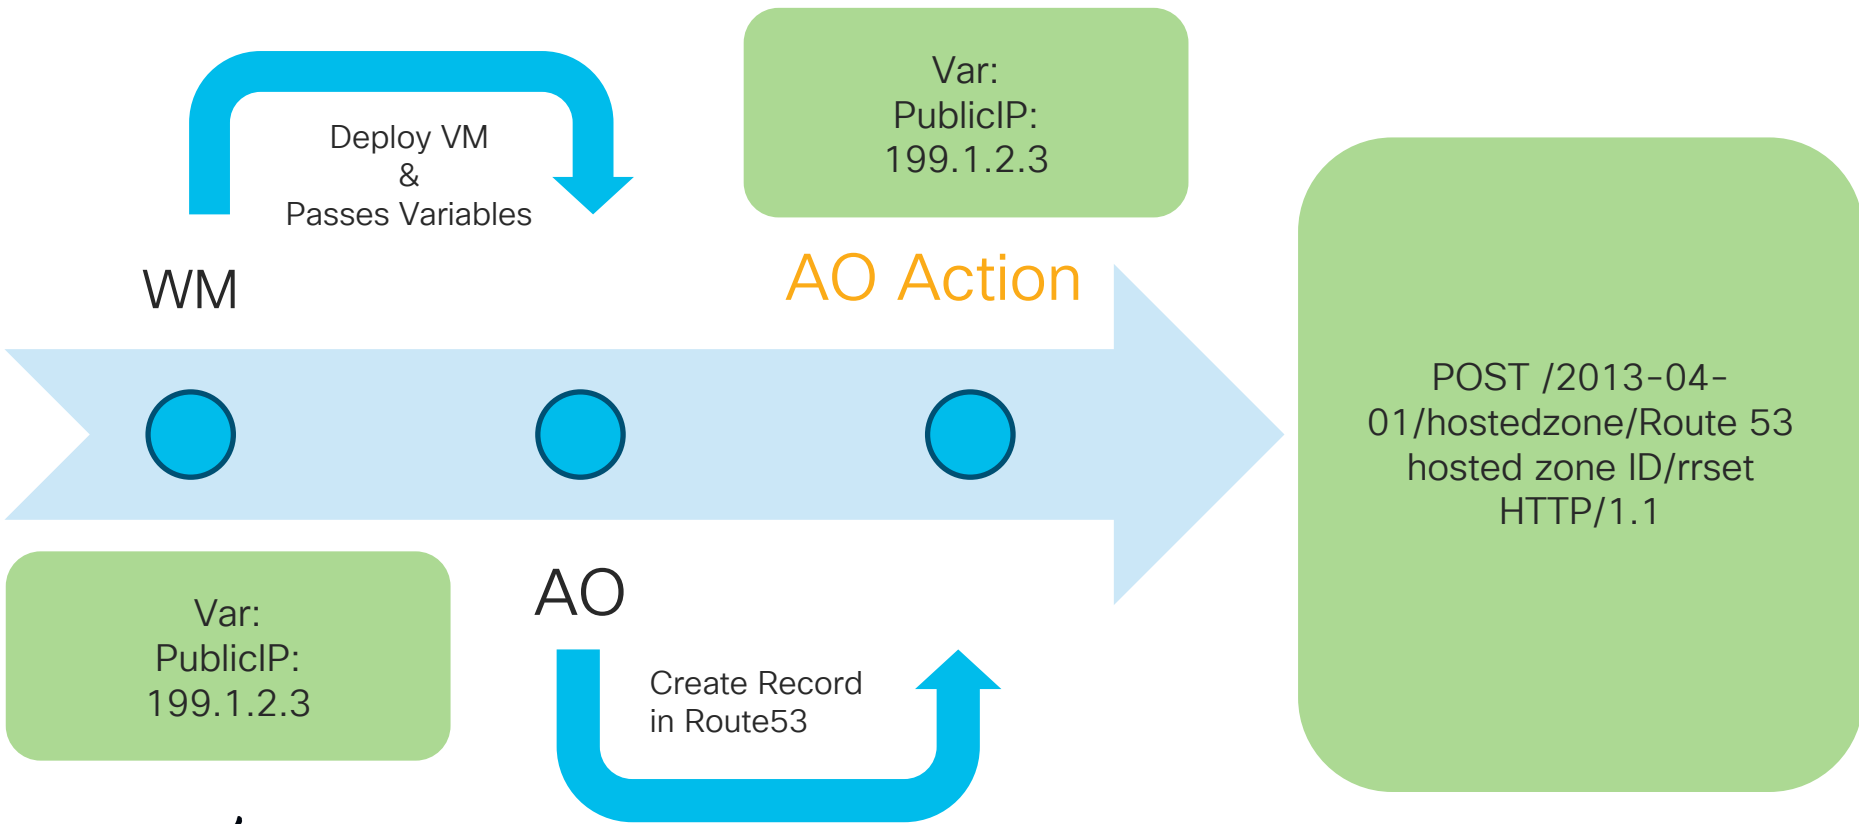 Deploy VM
&
Passes Variables
Var:
PublicIP:
199.1.2.3
WM
AO Action
POST /2013-04-
01/hostedzone/Route 53
hosted zone ID/rrset
HTTP/1.1
Var:
PublicIP:
199.1.2.3
AO
Create Record
in Route53